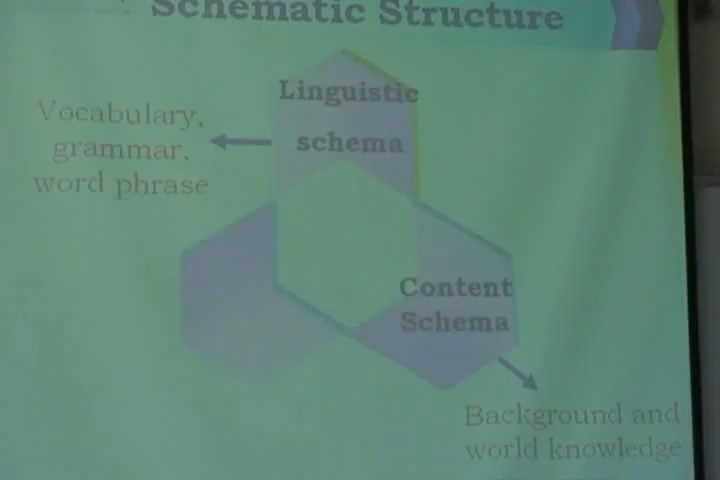 Schematic Structure
Linguistic
schema
Vocabulary,
grammar,
word phrase
Content
Schema
Background and
world knowledge